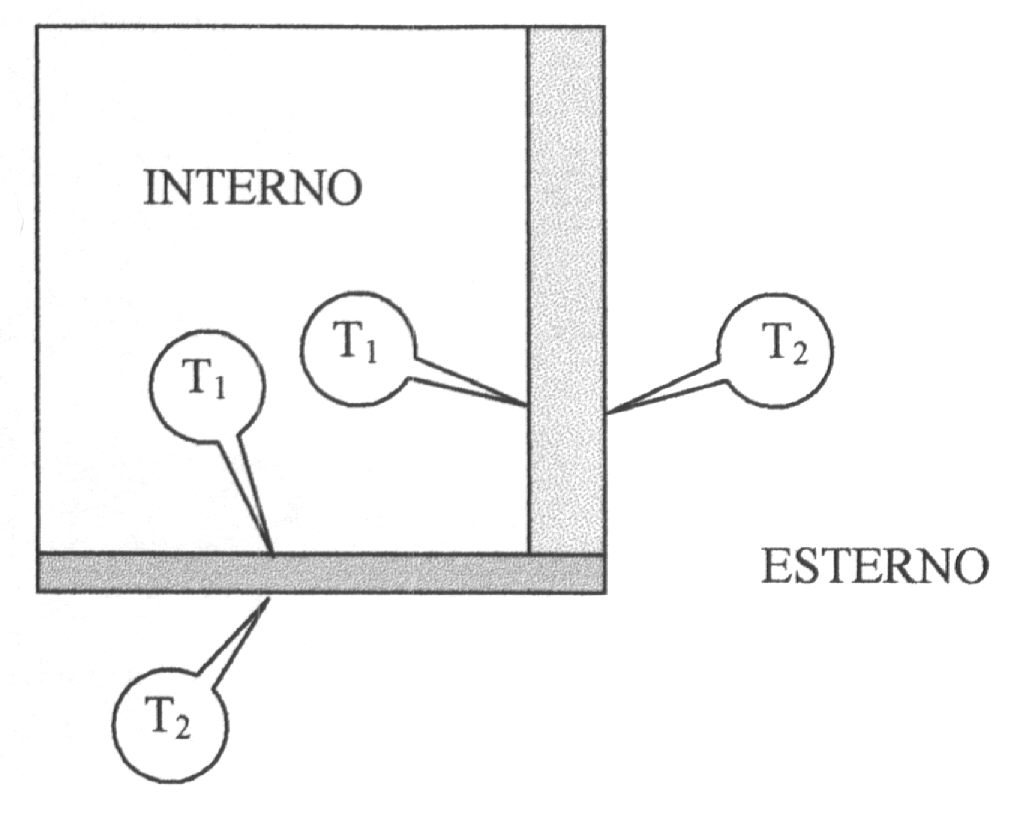 INTERNO
T₁
T₁
T₂
ESTERNO
T₂